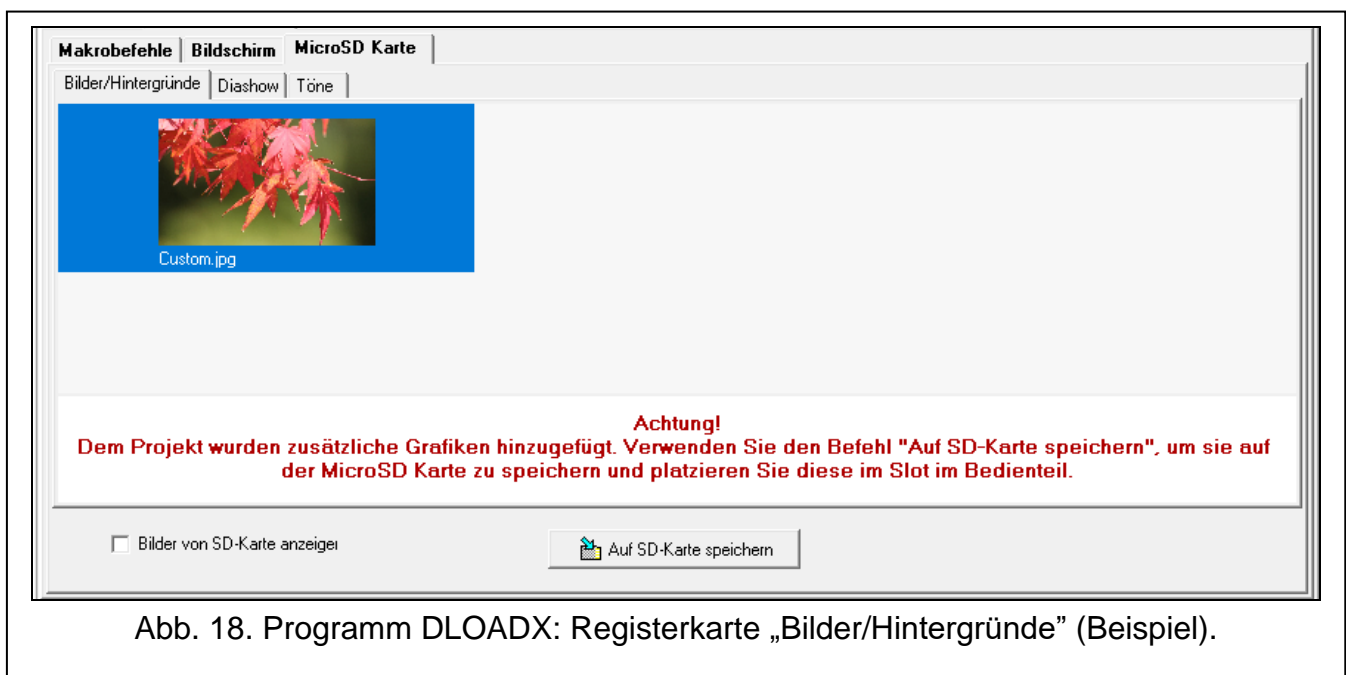 Makrobefehle Bildschirm MicroSD Karte
Bilder/Hintergründe Diashow Töne
Custom.jpg
Achtung!
Dem Projekt wurden zusätzliche Grafiken hinzugefügt. Verwenden Sie den Befehl "Auf SD-Karte speichern", um sie auf
der MicroSD Karte zu speichern und platzieren Sie diese im Slot im Bedienteil.
Bilder von SD-Karte anzeigen Auf SD-Karte speichern
Abb. 18. Programm DLOADX: Registerkarte „Bilder/Hintergründe” (Beispiel).